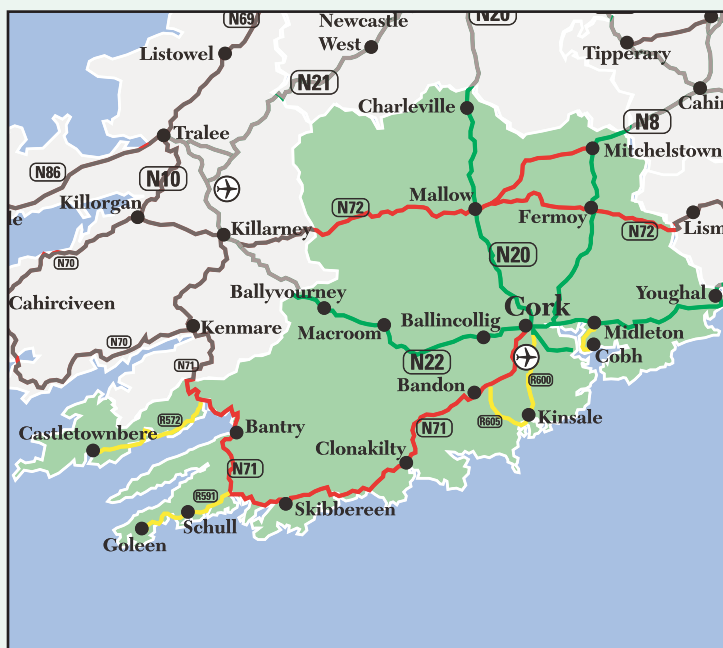 N69
Newcastle
West
N20
Listowel
Tipperary
N21
Cahir
Charleville
N8
Tralee
Mitchelstown
N86
N10
Mallow
Killorgan
N72
Fermoy
N72
Lism
le
Killarney
N70
N20
Cahirciveen
Ballyvourney
Youghal
Cork
Kenmare
Macroom
Ballincollig
Midleton
N70
N22
Cobh
N71
R600
Bandon
R572
R605
Kinsale
Castletownbere
Bantry
N71
Clonakilty
N71
R591
Skibbereen
Schull
Goleen